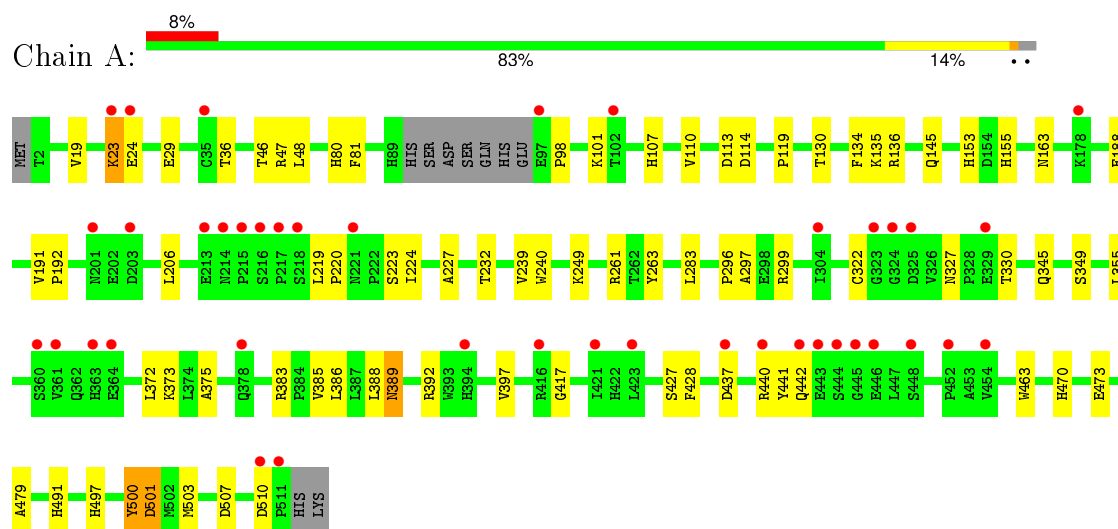 8%
Chain A:
83% 14% • •
MET T2 V19 K23 E24 E29 C35 T36 T46 R47 L48 H80 F81 H89 HIS SER ASP SER GLN HIS GLU E97 P98 K101 T102 H107 V110 D113 D114 P119 T130 F134 K135 R136 Q145 H153 D154 H155 N163 K178
V191 P192 N201 E202 D203 L206 E213 N214 P215 S216 P217 S218 L219 P220 N221 P222 S223 I224 A227 T232 V239 W240 K249 R261 T262 Y263 L283 P296 A297 E298 R299 I304 C322 G323 G324 D325 V326 N327 P328 E329 T330 Q345 S349 L355
S360 V361 Q362 H363 E364 L372 K373 L374 A375 Q378 R383 P384 V385 L386 L387 L388 N389 R392 W393 H394 V397 R416 G417 I421 H422 L423 S427 F428 D437 R440 Y441 Q442 E443 S444 G445 E446 L447 S448 P452 A453 V454 W463 H470 E473
A479 H491 H497 Y500 D501 M502 M503 D507 D510 P511 HIS LYS